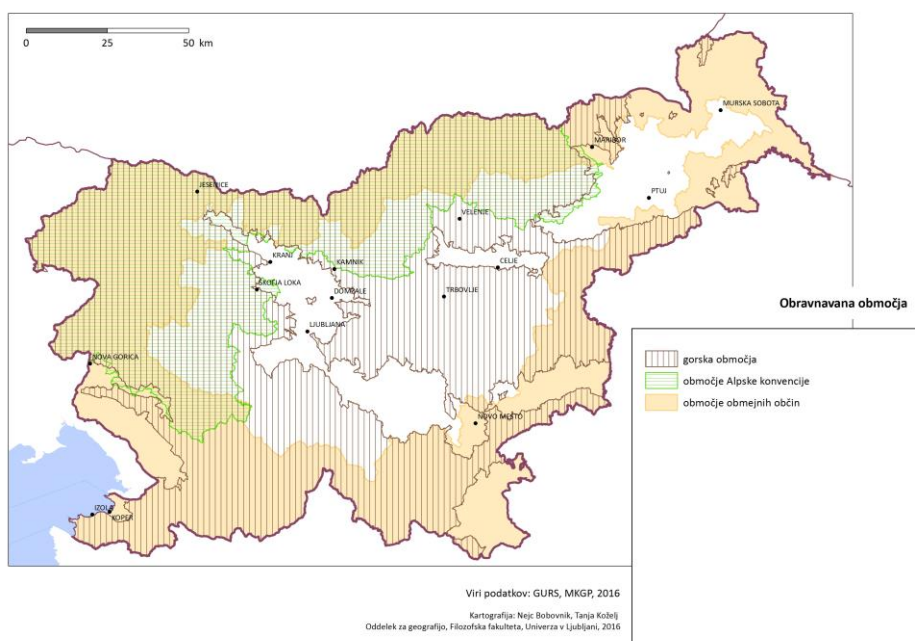 0 25 50 km
MURSKA SOBOTA
MARIBOR
JESENICE
PTUJ
VELENJE
KRANJ
CELJE
KAMNIK
ŠKOFJA LOKA
DOMŽALE
TRBOVLJE
Obravnavana območja
LJUBLJANA
NOVA GORICA
gorska območja
območje Alpske konvencije
območje obmejnih občin
NOVO MESTO
IZOLA
KOPER
Viri podatkov: GURS, MKGP, 2016
Kartografija: Nejc Bobovnik, Tanja Koželj
Oddelek za geografijo, Filozofska fakulteta, Univerza v Ljubljani, 2016